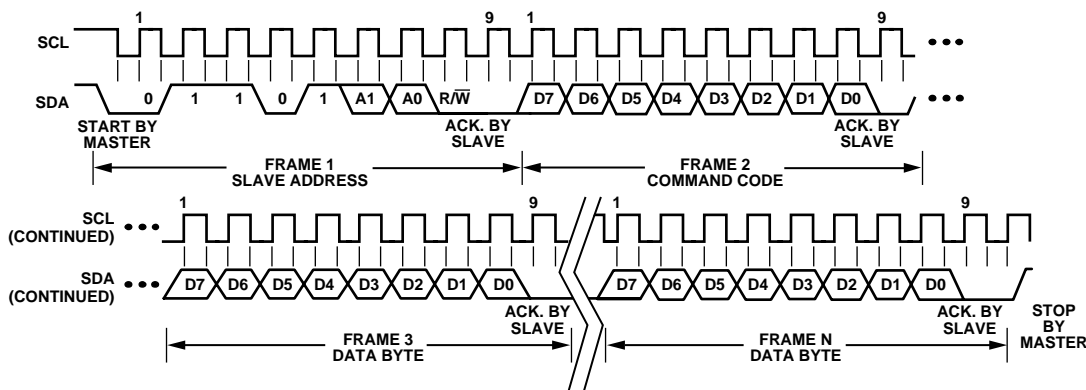 1 9 1 9
SCL
SDA 0 1 1 0 1 A1 A0 R/W̅ D7 D6 D5 D4 D3 D2 D1 D0
START BY MASTER
ACK. BY SLAVE
ACK. BY SLAVE
FRAME 1
SLAVE ADDRESS
FRAME 2
COMMAND CODE
1 9 1 9
SCL
(CONTINUED)
SDA
(CONTINUED)
D7 D6 D5 D4 D3 D2 D1 D0 D7 D6 D5 D4 D3 D2 D1 D0
ACK. BY SLAVE
ACK. BY SLAVE
STOP BY MASTER
FRAME 3
DATA BYTE
FRAME N
DATA BYTE